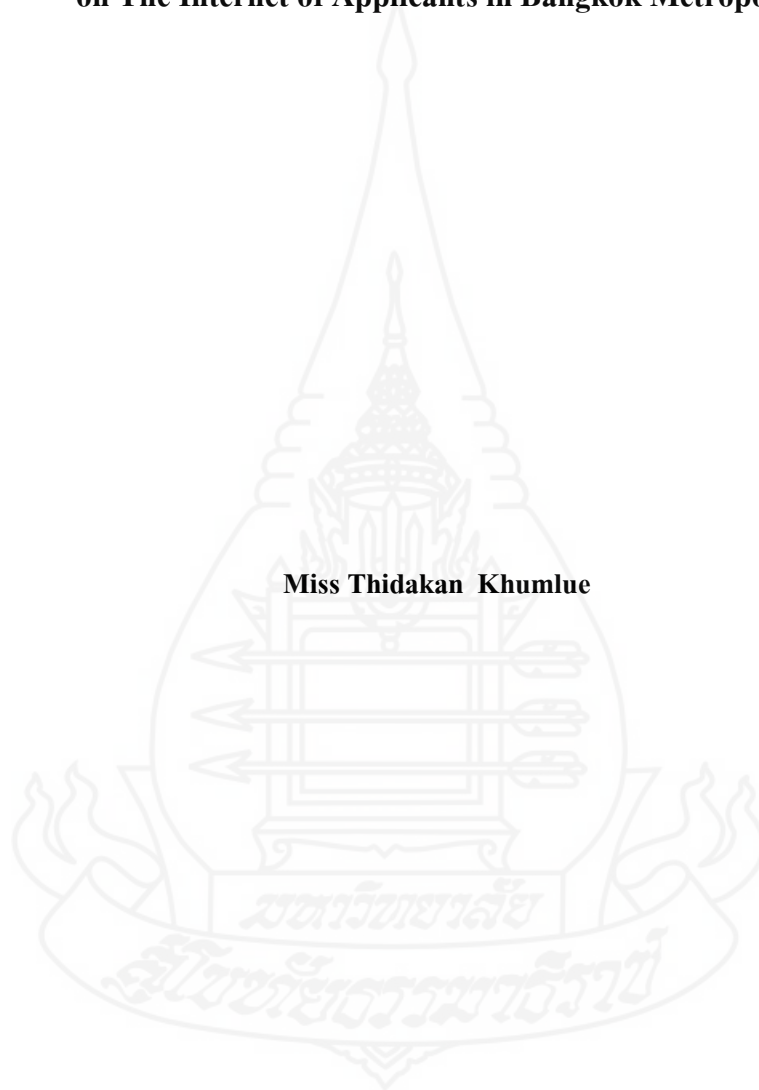 on The Internet of Applicants in Bangkok Metropo
Miss Thidakan Khumlue
มหาวิทยาลัย
สุโขทัยธรรมาธิราช